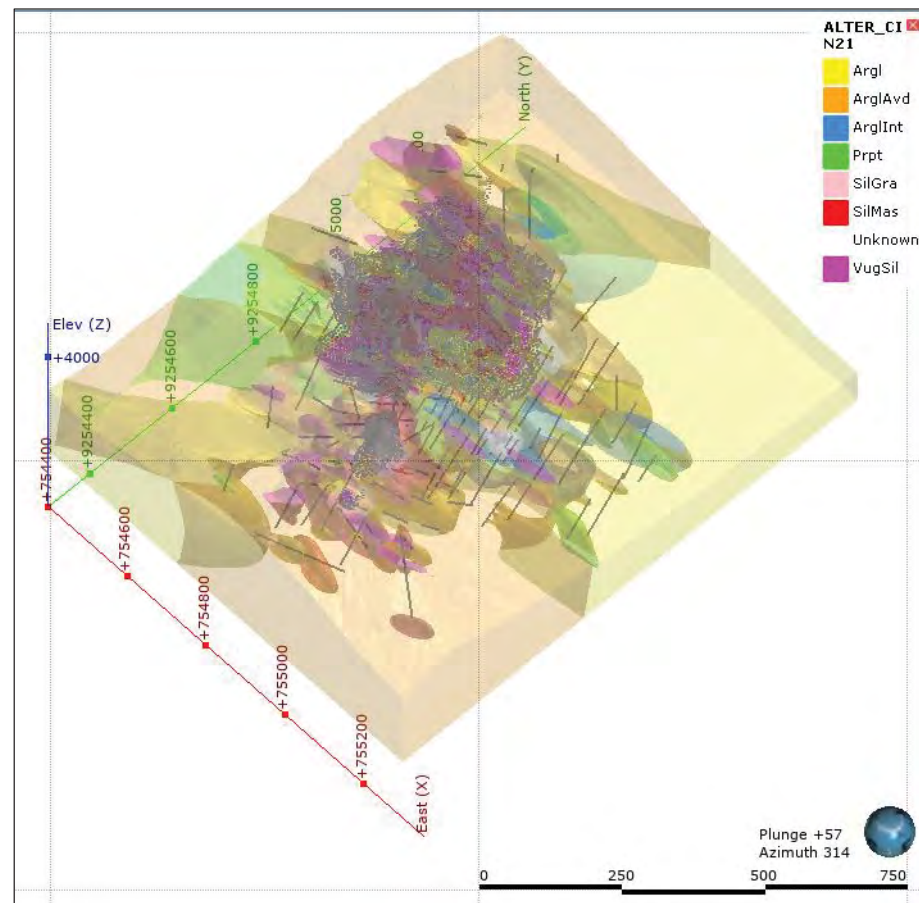 ALTER_CI
N21
Argl
ArglAvd
ArglInt
Prpt
SilGra
SilMas
Unknown
VugSil
North (Y)
00
5000
+9254800
+9254600
+9254400
Elev (Z)
+4000
+754400
+754600
+754800
+755000
+755200
East (X)
Plunge +57
Azimuth 314
0 250 500 750